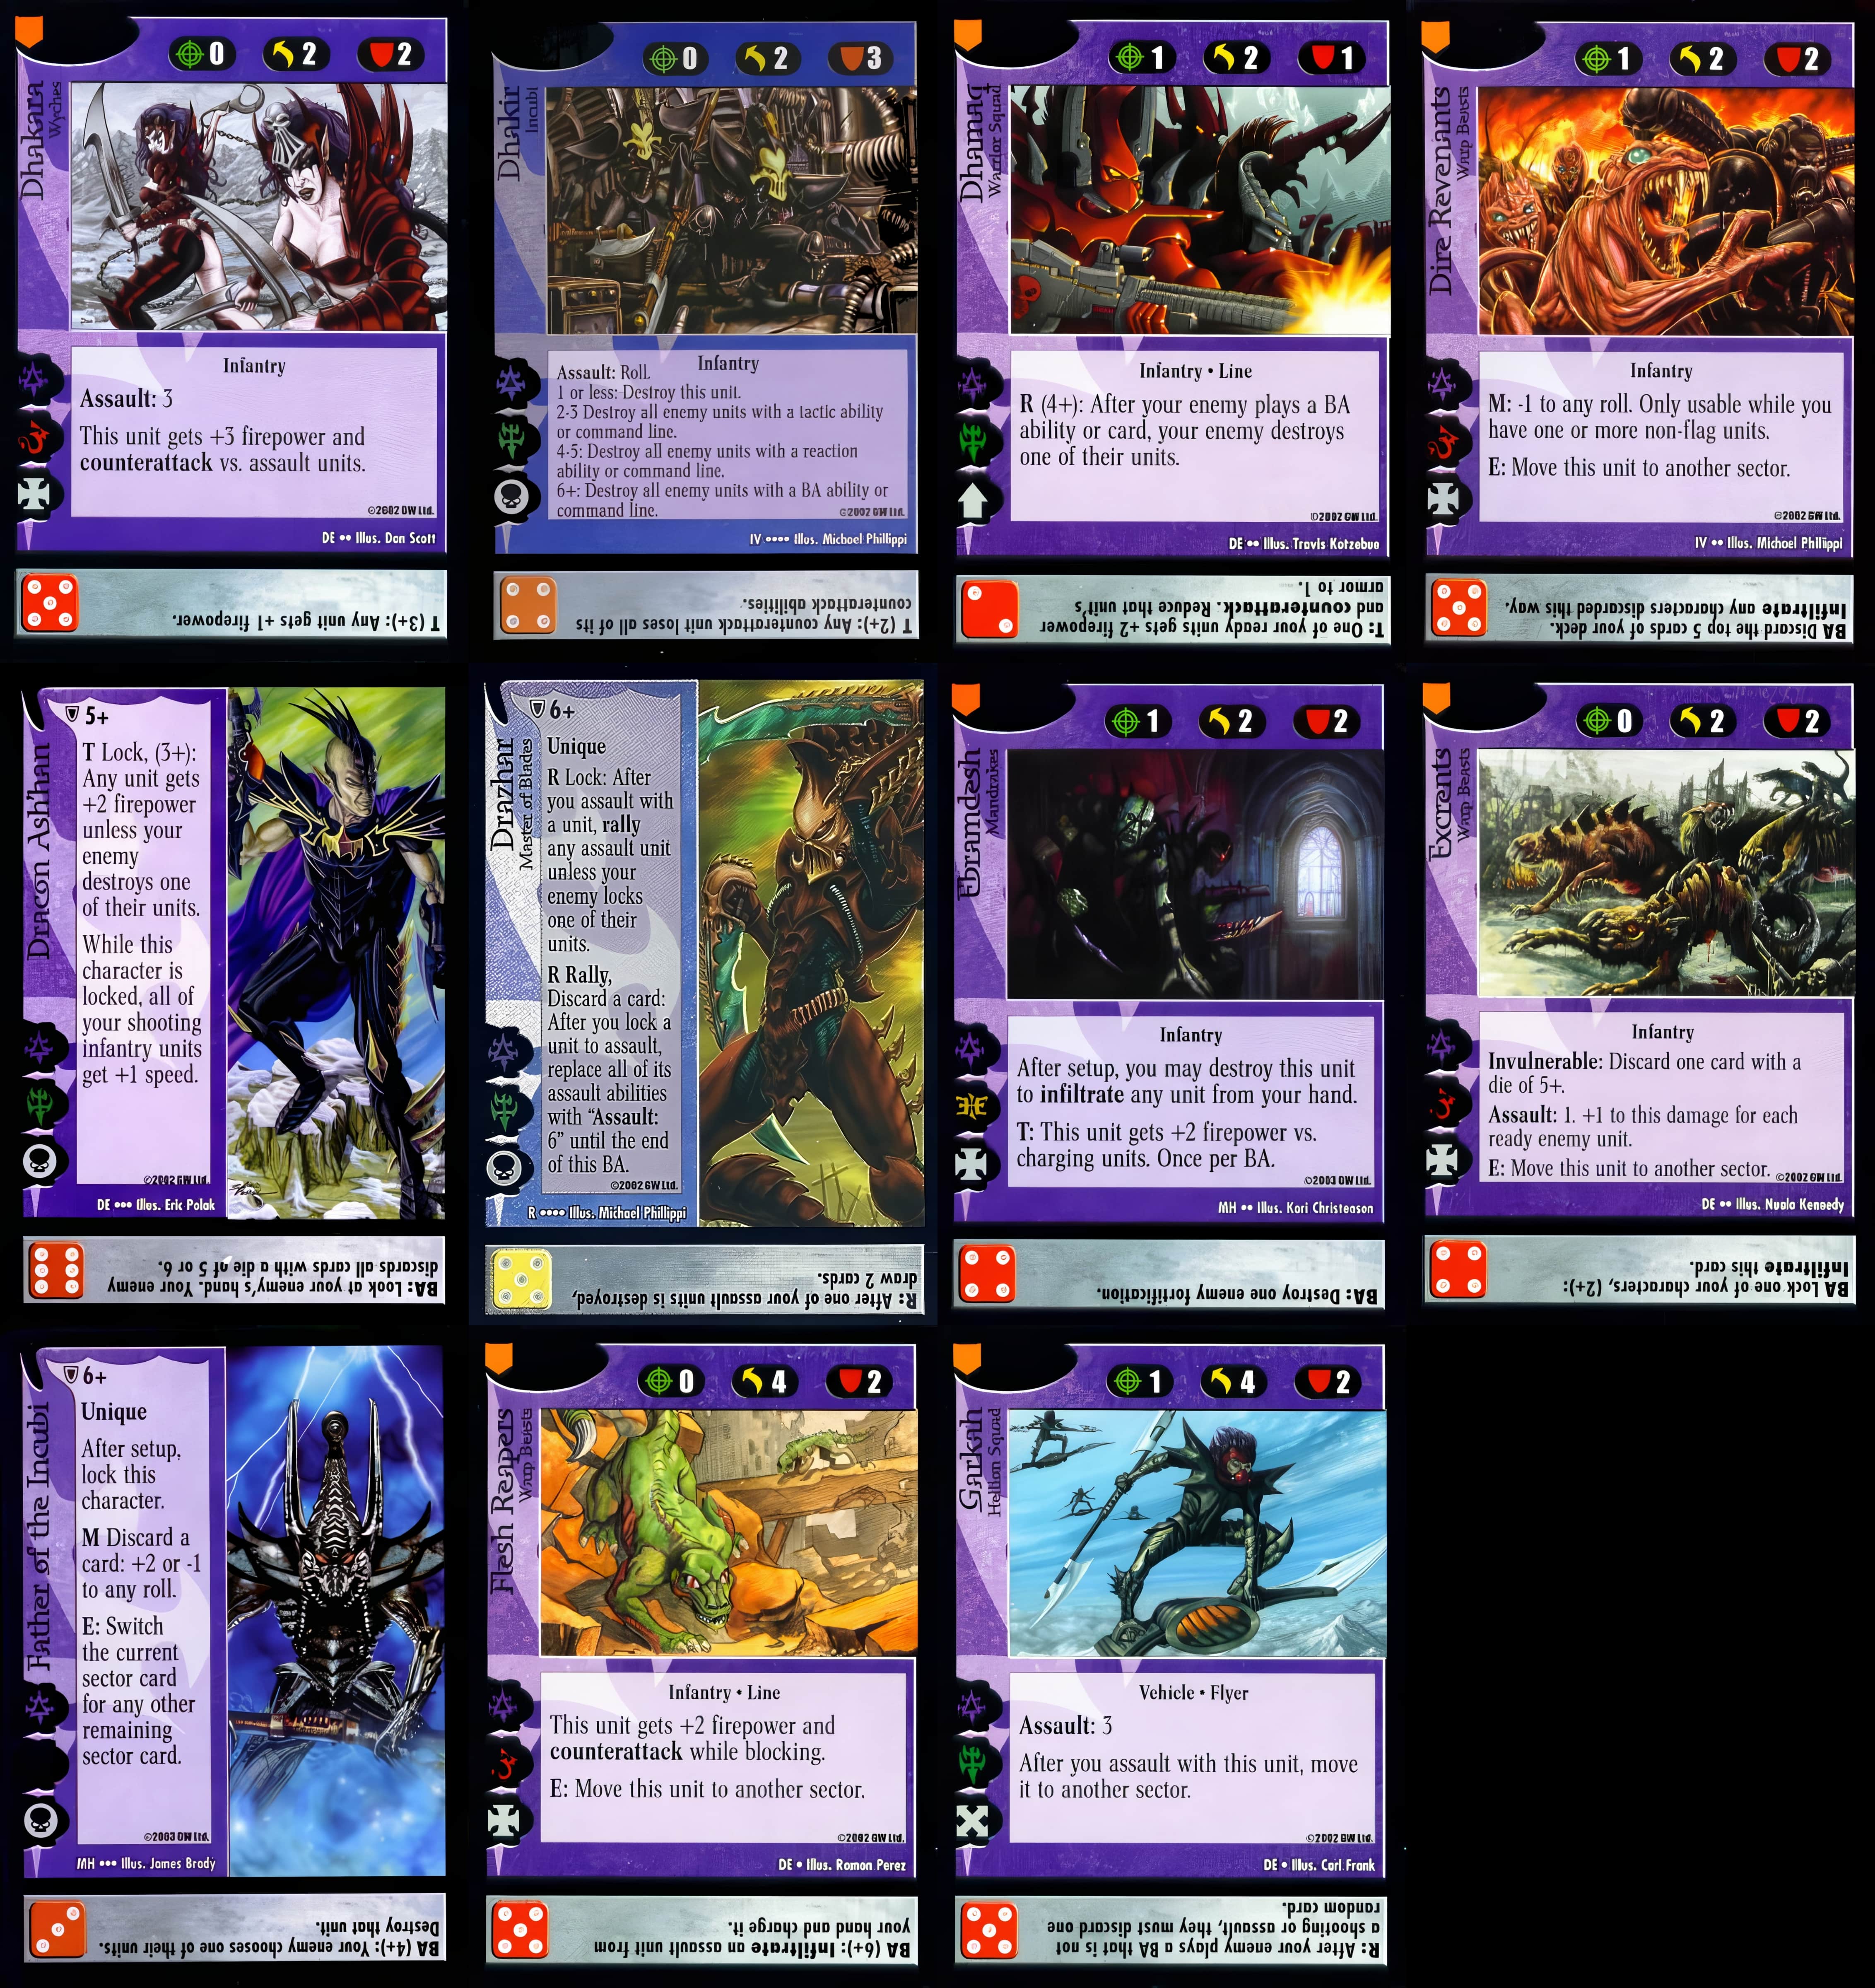 0 2 2
Dhakara
Wyches
Infantry
Assault: 3
This unit gets +3 firepower and
counterattack vs. assault units.
©2002 GW Ltd.
DE •• Illus. Dan Scott
T (3+): Any unit gets +1 firepower.
0 2 3
Dhakir
Incubi
Infantry
Assault: Roll.
1 or less: Destroy this unit.
2-3 Destroy all enemy units with a tactic ability
or command line.
4-5: Destroy all enemy units with a reaction
ability or command line.
6+: Destroy all enemy units with a BA ability or
command line.
©2002 GW Ltd.
IV •••• Illus. Michael Phillippi
T (2+): Any counterattack unit loses all of its
counterattack abilities.
1 2 1
Dhamaq
Warrior Squad
Infantry • Line
R (4+): After your enemy plays a BA
ability or card, your enemy destroys
one of their units.
©2002 GW Ltd.
DE •• Illus. Travis Kotzebue
T: One of your ready units gets +2 firepower
and counterattack. Reduce that unit's
armor to 1.
1 2 2
Dire Revenants
Warp Beasts
Infantry
M: -1 to any roll. Only usable while you
have one or more non-flag units.
E: Move this unit to another sector.
©2002 GW Ltd.
IV •• Illus. Michael Phillippi
BA Discard the top 5 cards of your deck.
Infiltrate any characters discarded this way.
5+
Dracon Ash'han
T Lock, (3+):
Any unit gets
+2 firepower
unless your
enemy
destroys one
of their units.
While this
character is
locked, all of
your shooting
infantry units
get +1 speed.
©2002 GW Ltd.
DE ••• Illus. Eric Polak
BA: Look at your enemy's hand. Your enemy
discards all cards with a die of 5 or 6.
6+
Drazhar
Master of Blades
Unique
R Lock: After
you assault with
a unit, rally
any assault unit
unless your
enemy locks
one of their
units.
R Rally,
Discard a card:
After you lock a
unit to assault,
replace all of its
assault abilities
with “Assault:
6” until the end
of this BA.
©2002 GW Ltd.
R •••• Illus. Michael Phillippi
R: After one of your assault units is destroyed,
draw 2 cards.
1 2 2
Ebramdesh
Mandrakes
Infantry
After setup, you may destroy this unit
to infiltrate any unit from your hand.
T: This unit gets +2 firepower vs.
charging units. Once per BA.
©2003 GW Ltd.
MH •• Illus. Kari Christensen
BA: Destroy one enemy fortification.
0 2 2
Excrents
Warp Beasts
Infantry
Invulnerable: Discard one card with a
die of 5+.
Assault: 1. +1 to this damage for each
ready enemy unit.
E: Move this unit to another sector.
©2002 GW Ltd.
DE •• Illus. Nuala Kennedy
BA Lock one of your characters, (2+):
Infiltrate this card.
6+
Father of the Incubi
Unique
After setup,
lock this
character.
M Discard a
card: +2 or -1
to any roll.
E: Switch
the current
sector card
for any other
remaining
sector card.
©2003 GW Ltd.
MH ••• Illus. James Brady
BA (4+): Your enemy chooses one of their units.
Destroy that unit.
0 4 2
Flesh Reapers
Warp Beasts
Infantry • Line
This unit gets +2 firepower and
counterattack while blocking.
E: Move this unit to another sector.
©2002 GW Ltd.
DE • Illus. Ramon Perez
BA (6+): Infiltrate an assault unit from
your hand and charge it.
1 4 2
Garkah
Hellion Squad
Vehicle • Flyer
Assault: 3
After you assault with this unit, move
it to another sector.
©2002 GW Ltd.
DE • Illus. Carl Frank
R: After your enemy plays a BA that is not
a shooting or assault, they must discard one
random card.